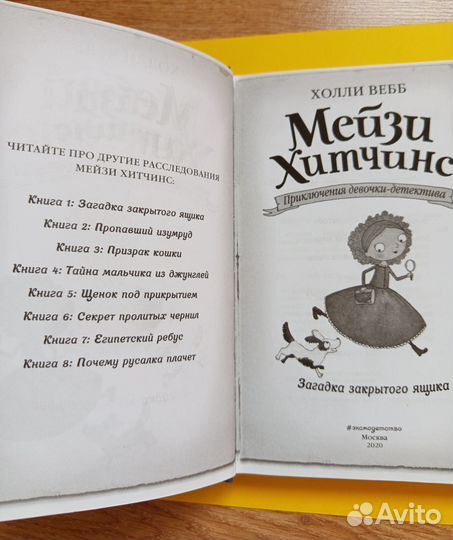 ЧИТАЙТЕ ПРО ДРУГИЕ РАССЛЕДОВАНИЯ
МЕЙЗИ ХИТЧИНС:
Книга 1: Загадка закрытого ящика
Книга 2: Пропавший изумруд
Книга 3: Призрак кошки
Книга 4: Тайна мальчика из джунглей
Книга 5: Щенок под прикрытием
Книга 6: Секрет пролитых чернил
Книга 7: Египетский ребус
Книга 8: Почему русалка плачет
ХОЛЛИ ВЕББ
Мейзи
Хитчинс
Приключения девочки-детектива
Загадка закрытого ящика
#эксмодетство
Москва
2020
Avito